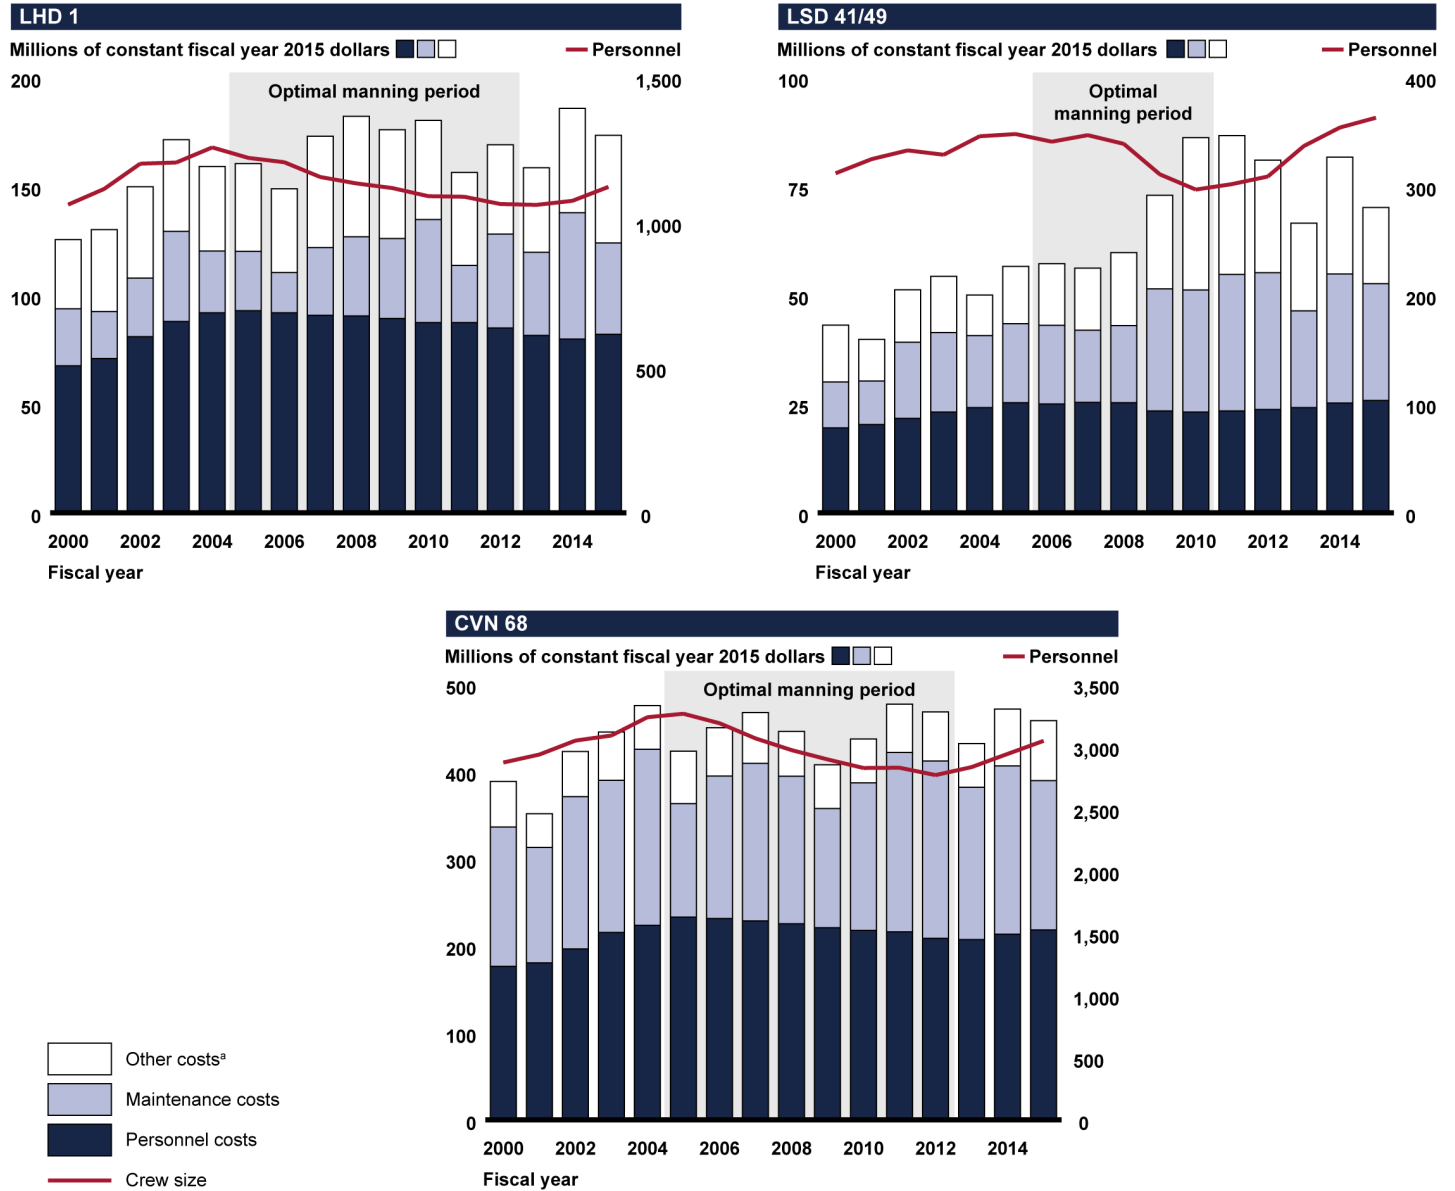 LHD 1
Millions of constant fiscal year 2015 dollars
Personnel
200
150
100
50
0
1,500
1,000
500
0
Optimal manning period
2000 2002 2004 2006 2008 2010 2012 2014
Fiscal year
LSD 41/49
Millions of constant fiscal year 2015 dollars
Personnel
100
75
50
25
0
400
300
200
100
0
Optimal
manning period
2000 2002 2004 2006 2008 2010 2012 2014
Fiscal year
CVN 68
Millions of constant fiscal year 2015 dollars
Personnel
500
400
300
200
100
0
3,500
3,000
2,500
2,000
1,500
1,000
500
0
Optimal manning period
2000 2002 2004 2006 2008 2010 2012 2014
Fiscal year
Other costsᵃ
Maintenance costs
Personnel costs
Crew size